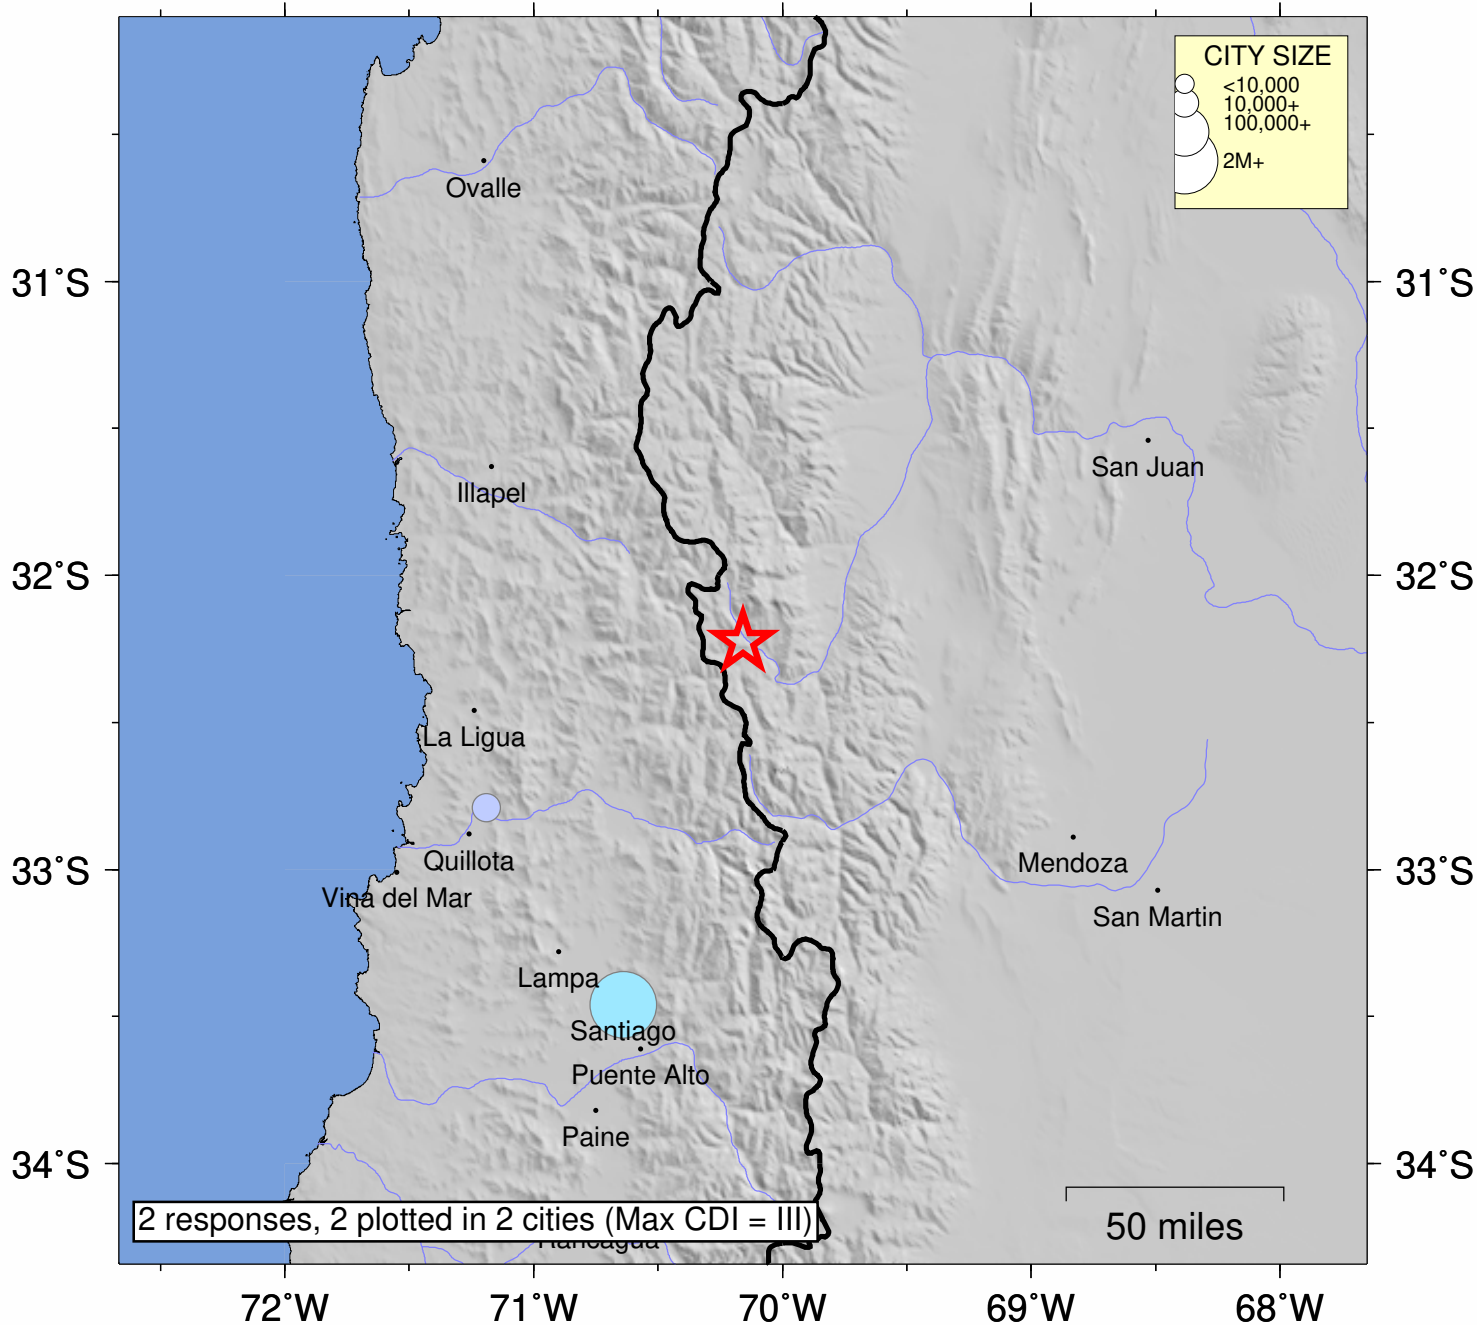 CITY SIZE
<10,000
10,000+
100,000+
2M+
Ovalle
31˚S
31˚S
San Juan
Illapel
32˚S
32˚S
La Ligua
Quillota
Mendoza
33˚S
33˚S
Vina del Mar
San Martin
Lampa
Santiago
Puente Alto
Paine
34˚S
34˚S
2 responses, 2 plotted in 2 cities (Max CDI = III)
50 miles
Rancagua
72˚W
71˚W
70˚W
69˚W
68˚W